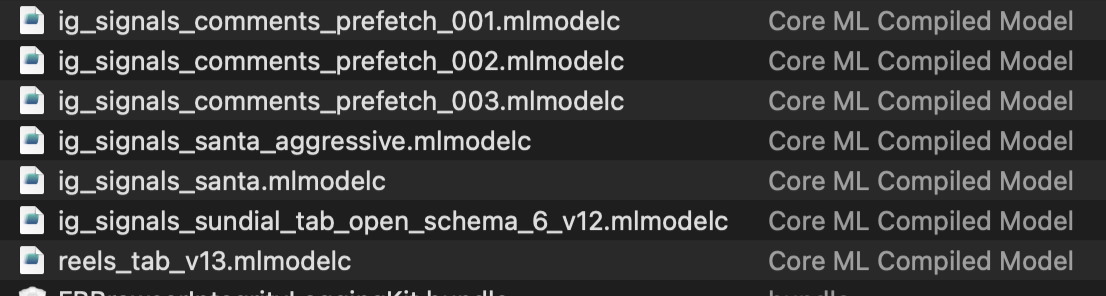 ig_signals_comments_prefetch_001.mlmodelc Core ML Compiled Model
ig_signals_comments_prefetch_002.mlmodelc Core ML Compiled Model
ig_signals_comments_prefetch_003.mlmodelc Core ML Compiled Model
ig_signals_santa_aggressive.mlmodelc Core ML Compiled Model
ig_signals_santa.mlmodelc Core ML Compiled Model
ig_signals_sundial_tab_open_schema_6_v12.mlmodelc Core ML Compiled Model
reels_tab_v13.mlmodelc Core ML Compiled Model